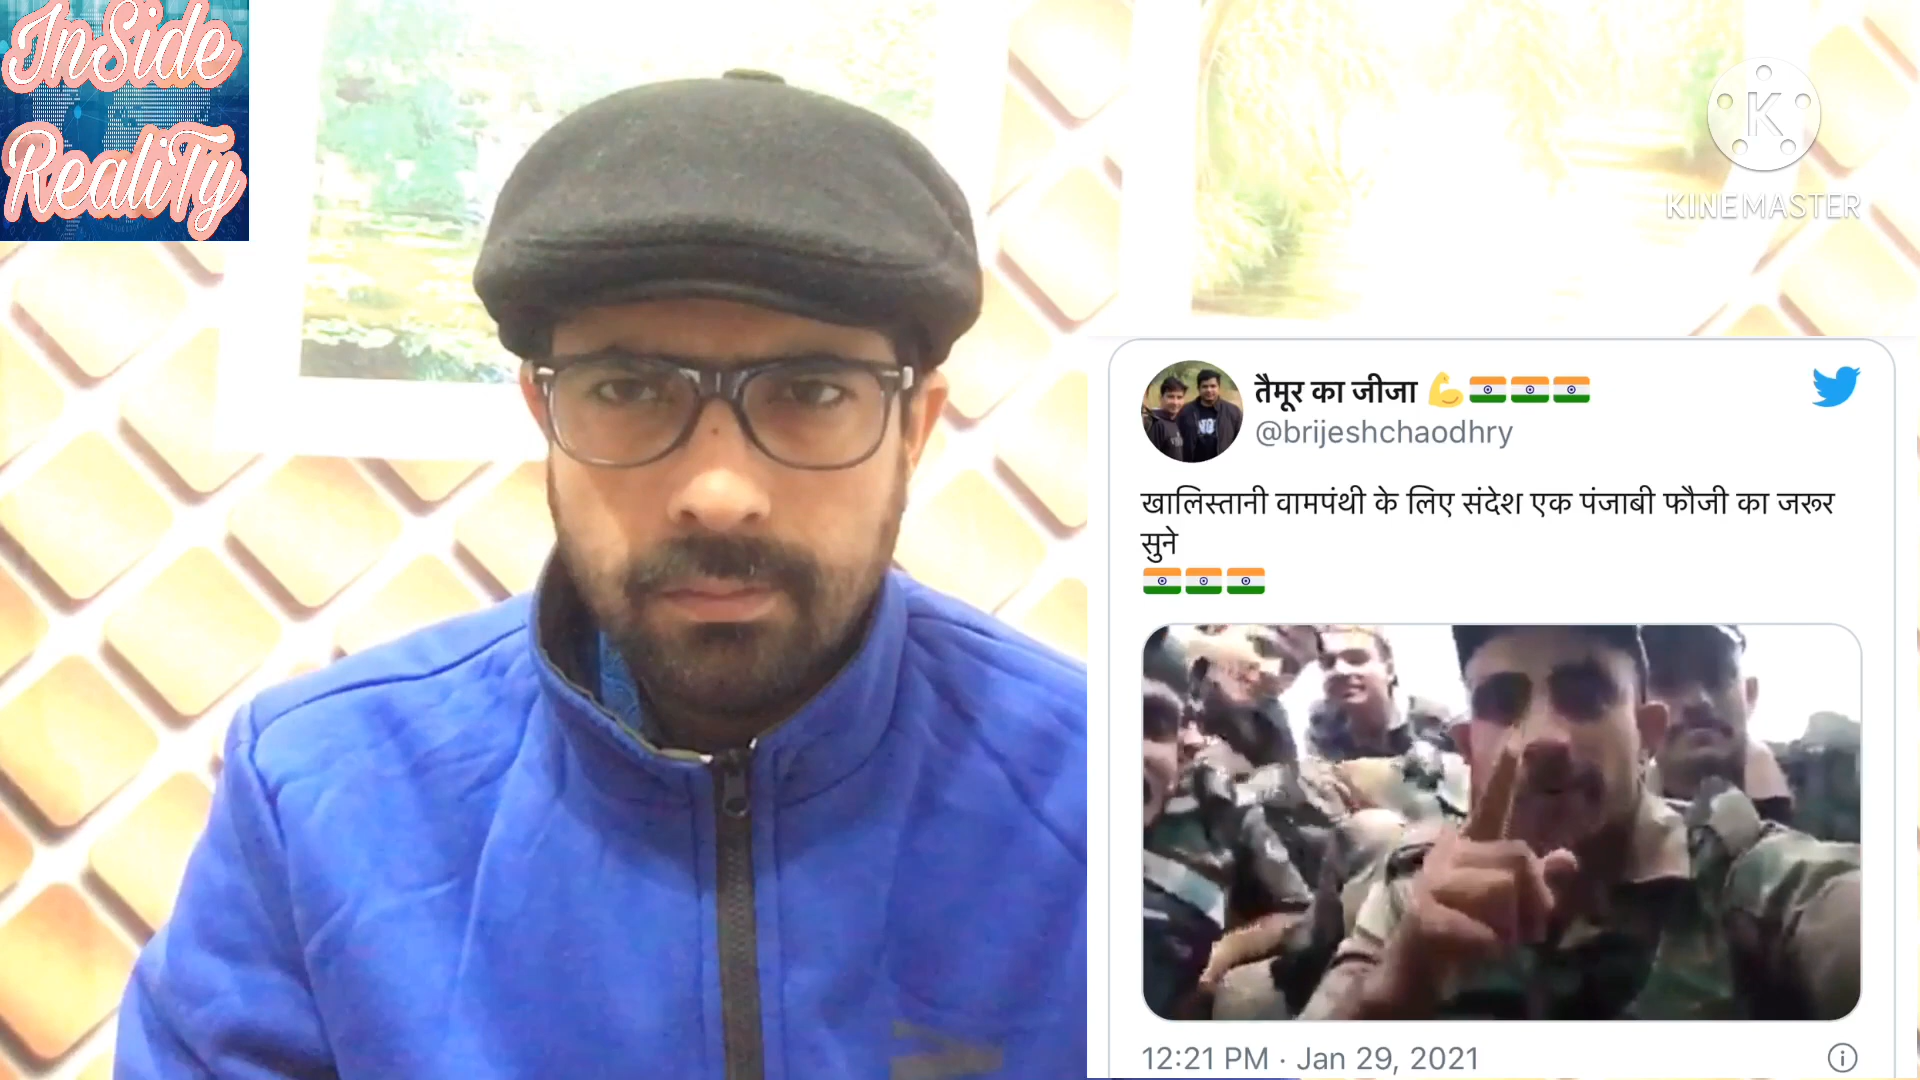 InSide
RealiTy
K
KINEMASTER
तैमूर का जीजा 💪🇮🇳🇮🇳🇮🇳
@brijeshchaodhry
खालिस्तानी वामपंथी के लिए संदेश एक पंजाबी फौजी का जरूर
सुने
🇮🇳🇮🇳🇮🇳
12:21 PM · Jan 29, 2021